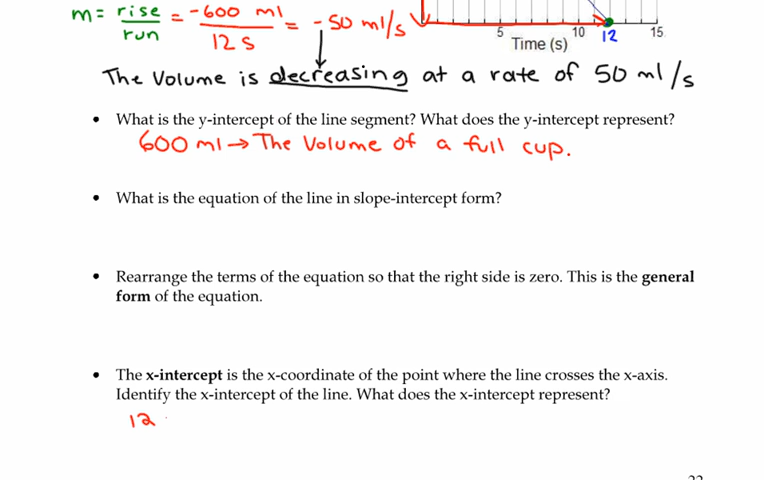 m = rise/run = -600 ml/12 s = -50 ml/s
5 10 12 15
Time (s)
The Volume is decreasing at a rate of 50 ml/s
• What is the y-intercept of the line segment? What does the y-intercept represent?
600 ml → The Volume of a full cup.
• What is the equation of the line in slope-intercept form?
• Rearrange the terms of the equation so that the right side is zero. This is the general
form of the equation.
• The x-intercept is the x-coordinate of the point where the line crosses the x-axis.
Identify the x-intercept of the line. What does the x-intercept represent?
12